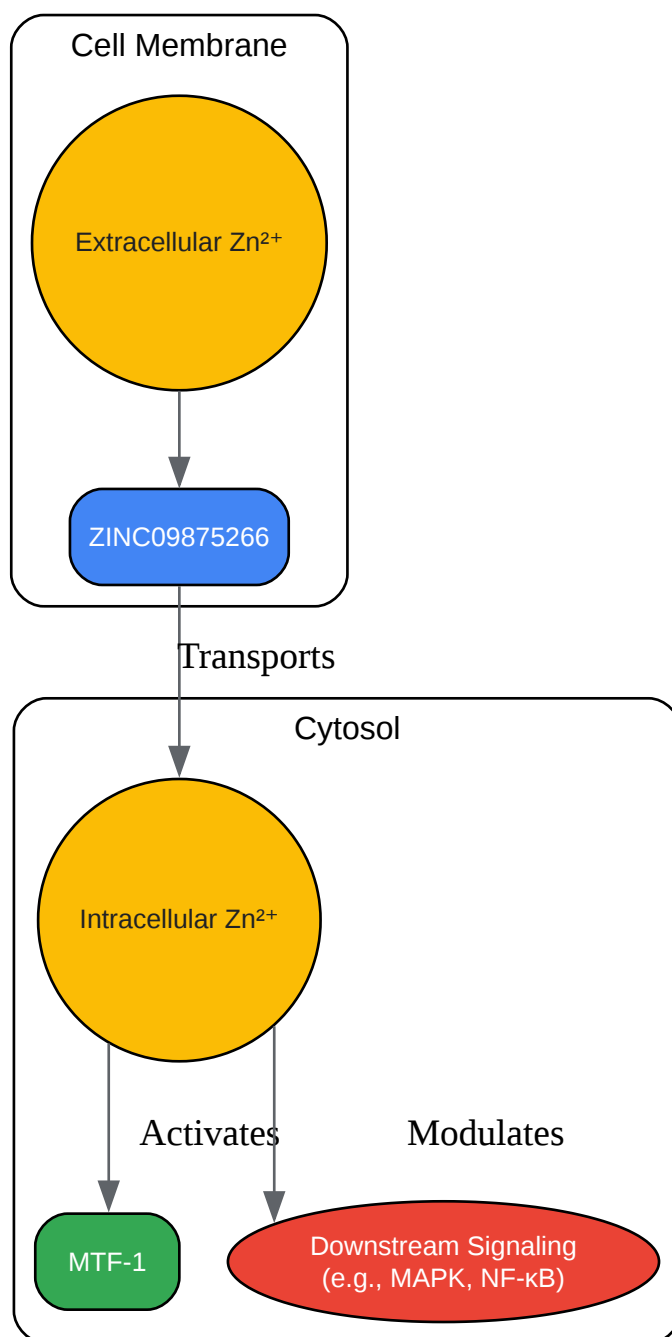 Cell Membrane
Extracellular Zn²⁺
ZINC09875266
Transports
Cytosol
Intracellular Zn²⁺
Activates
Modulates
MTF-1
Downstream Signaling
(e.g., MAPK, NF-κB)